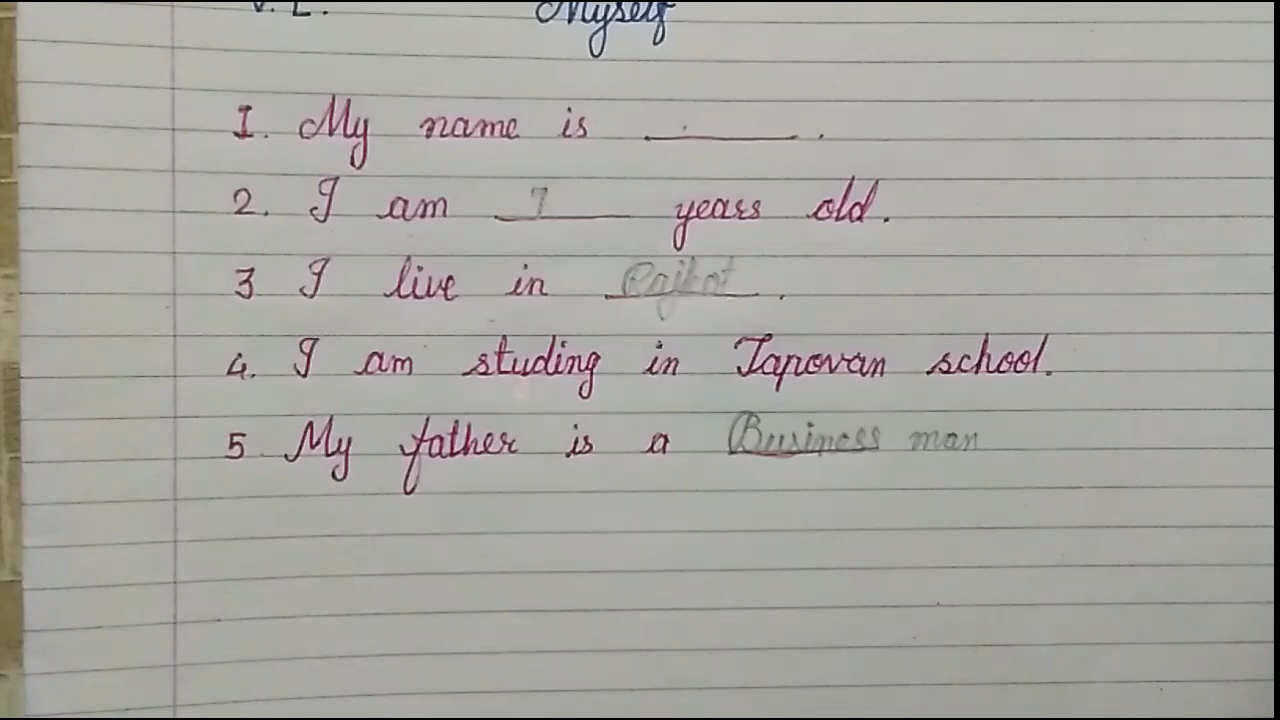 Myself
1. My name is ______.
2. I am 7 years old.
3 I live in Rajkot.
4. I am studing in Tapovan school.
5 My father is a Business man